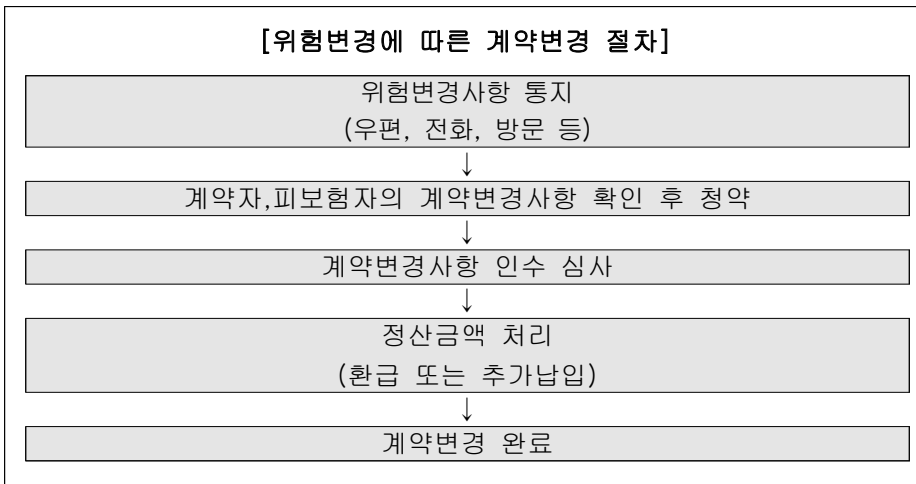 [위험변경에 따른 계약변경 절차]
위험변경사항 통지
(우편, 전화, 방문 등)
↓
계약자,피보험자의 계약변경사항 확인 후 청약
↓
계약변경사항 인수 심사
↓
정산금액 처리
(환급 또는 추가납입)
↓
계약변경 완료